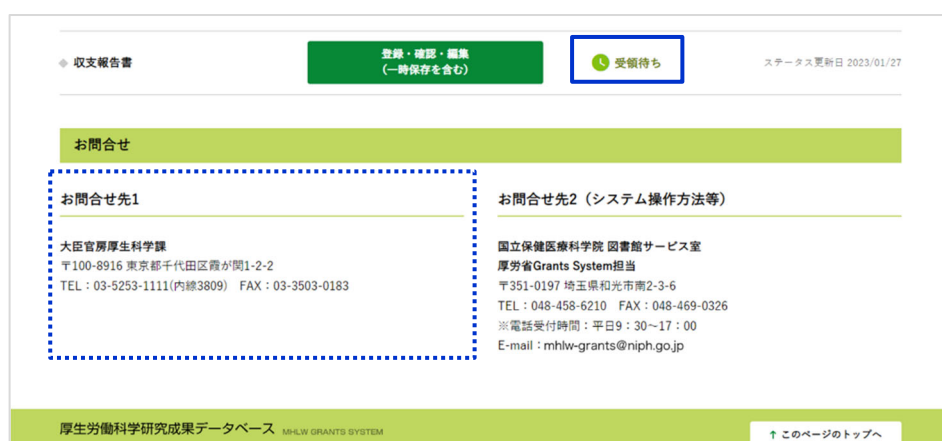 収支報告書
登録・確認・編集
(一時保存を含む)
受領待ち
ステータス更新日 2023/01/27
お問合せ
お問合せ先1
大臣官房厚生科学課
〒100-8916 東京都千代田区霞が関1-2-2
TEL：03-5253-1111(内線3809) FAX：03-3503-0183
お問合せ先2（システム操作方法等）
国立保健医療科学院 図書館サービス室
厚労省Grants System担当
〒351-0197 埼玉県和光市南2-3-6
TEL：048-458-6210 FAX：048-469-0326
※電話受付時間：平日9：30～17：00
E-mail：mhlw-grants@niph.go.jp
厚生労働科学研究成果データベース MHLW GRANTS SYSTEM
↑ このページのトップへ